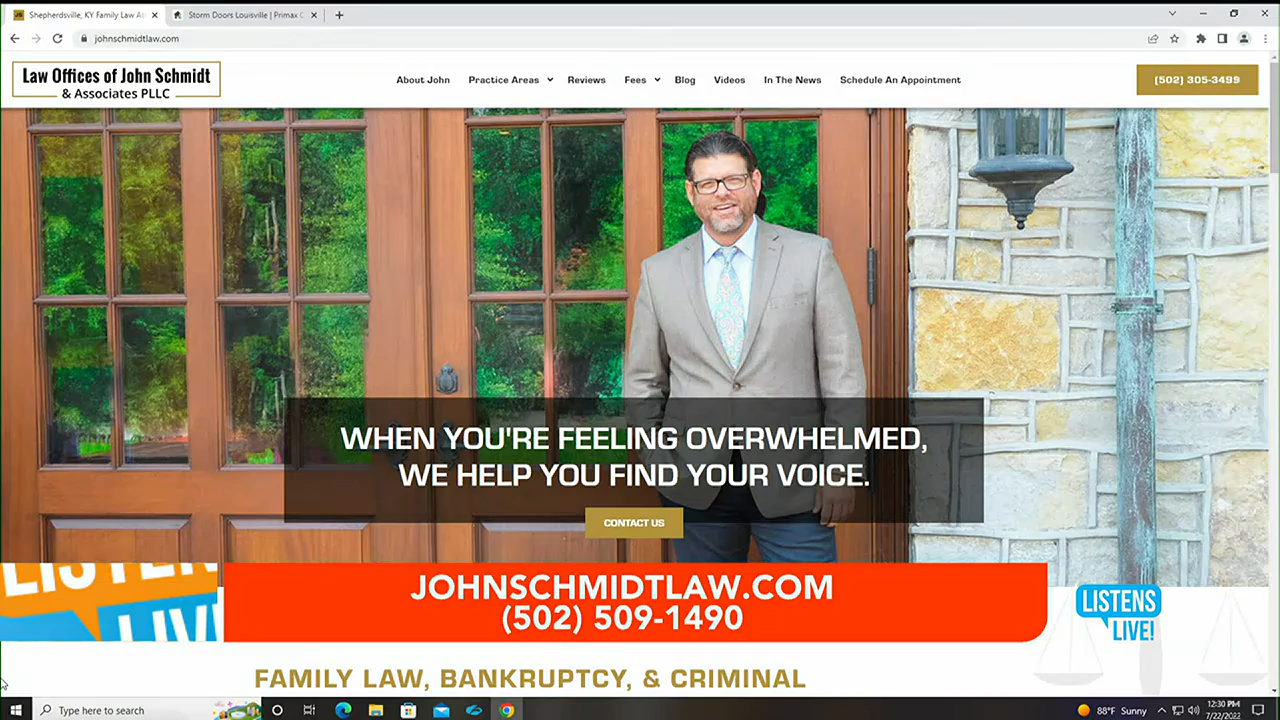 Shepherdsville, KY Family Law At
Storm Doors Louisville | Primax C
johnschmidtlaw.com
Law Offices of John Schmidt
& Associates PLLC
About John
Practice Areas
Reviews
Fees
Blog
Videos
In The News
Schedule An Appointment
(502) 305-3499
WHEN YOU'RE FEELING OVERWHELMED,
WE HELP YOU FIND YOUR VOICE.
CONTACT US
LISTENS
LIVE!
JOHNSCHMIDTLAW.COM
(502) 509-1490
LISTENS
LIVE!
FAMILY LAW, BANKRUPTCY, & CRIMINAL
Type here to search
88°F Sunny
12:30 PM
7/22/2022